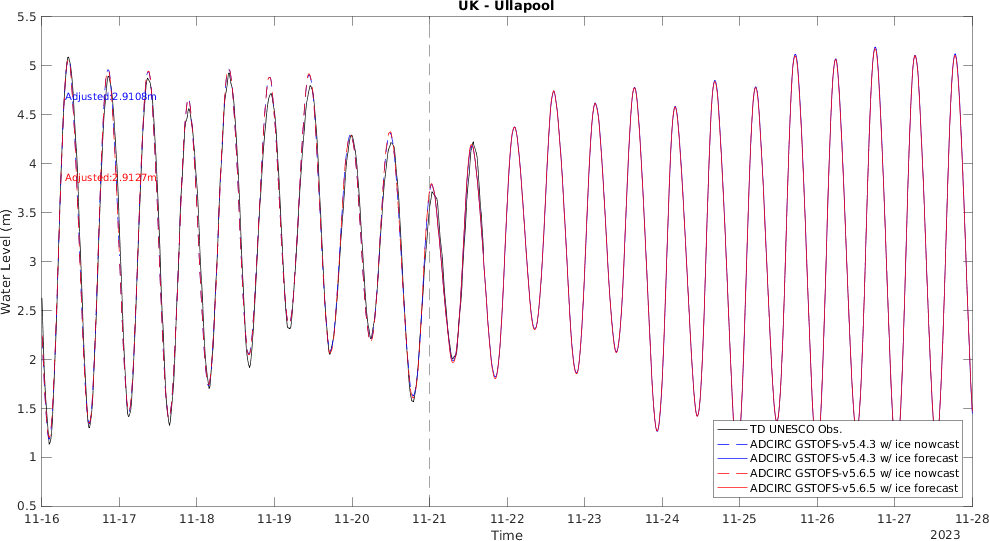 UK - Ullapool
5.5
5
4.5
4
3.5
3
2.5
2
1.5
1
0.5
Water Level (m)
Adjusted:2.9108m
Adjusted:2.9127m
TD UNESCO Obs.
ADCIRC GSTOFS-v5.4.3 w/ ice nowcast
ADCIRC GSTOFS-v5.4.3 w/ ice forecast
ADCIRC GSTOFS-v5.6.5 w/ ice nowcast
ADCIRC GSTOFS-v5.6.5 w/ ice forecast
11-16 11-17 11-18 11-19 11-20 11-21 11-22 11-23 11-24 11-25 11-26 11-27 11-28
Time
2023